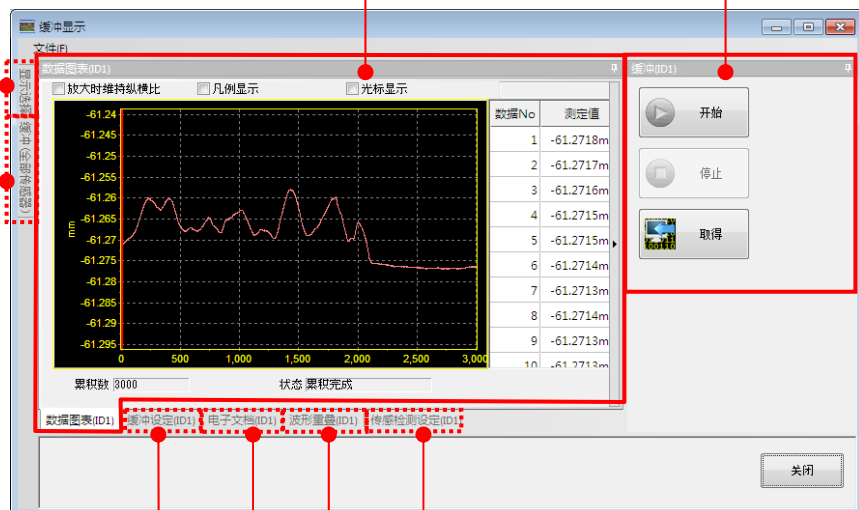 缓冲显示
文件(F)
显示选择
缓冲(全部传感器)
数据图表(ID1)
放大时维持纵横比
凡例显示
光标显示
-61.24
-61.245
-61.25
-61.255
-61.26
-61.265
-61.27
-61.275
-61.28
-61.285
-61.29
-61.295
mm
0 500 1,000 1,500 2,000 2,500 3,000
数据No 测定值
1 -61.2718m
2 -61.2717m
3 -61.2716m
4 -61.2715m
5 -61.2715m
6 -61.2714m
7 -61.2713m
8 -61.2714m
9 -61.2713m
10 -61.2713m
累积数 3000
状态 累积完成
数据图表(ID1) 缓冲设定(ID1) 电子文档(ID1) 波形重叠(ID1) 传感检测设定(ID1)
缓冲(ID1)
开始
停止
取得
关闭